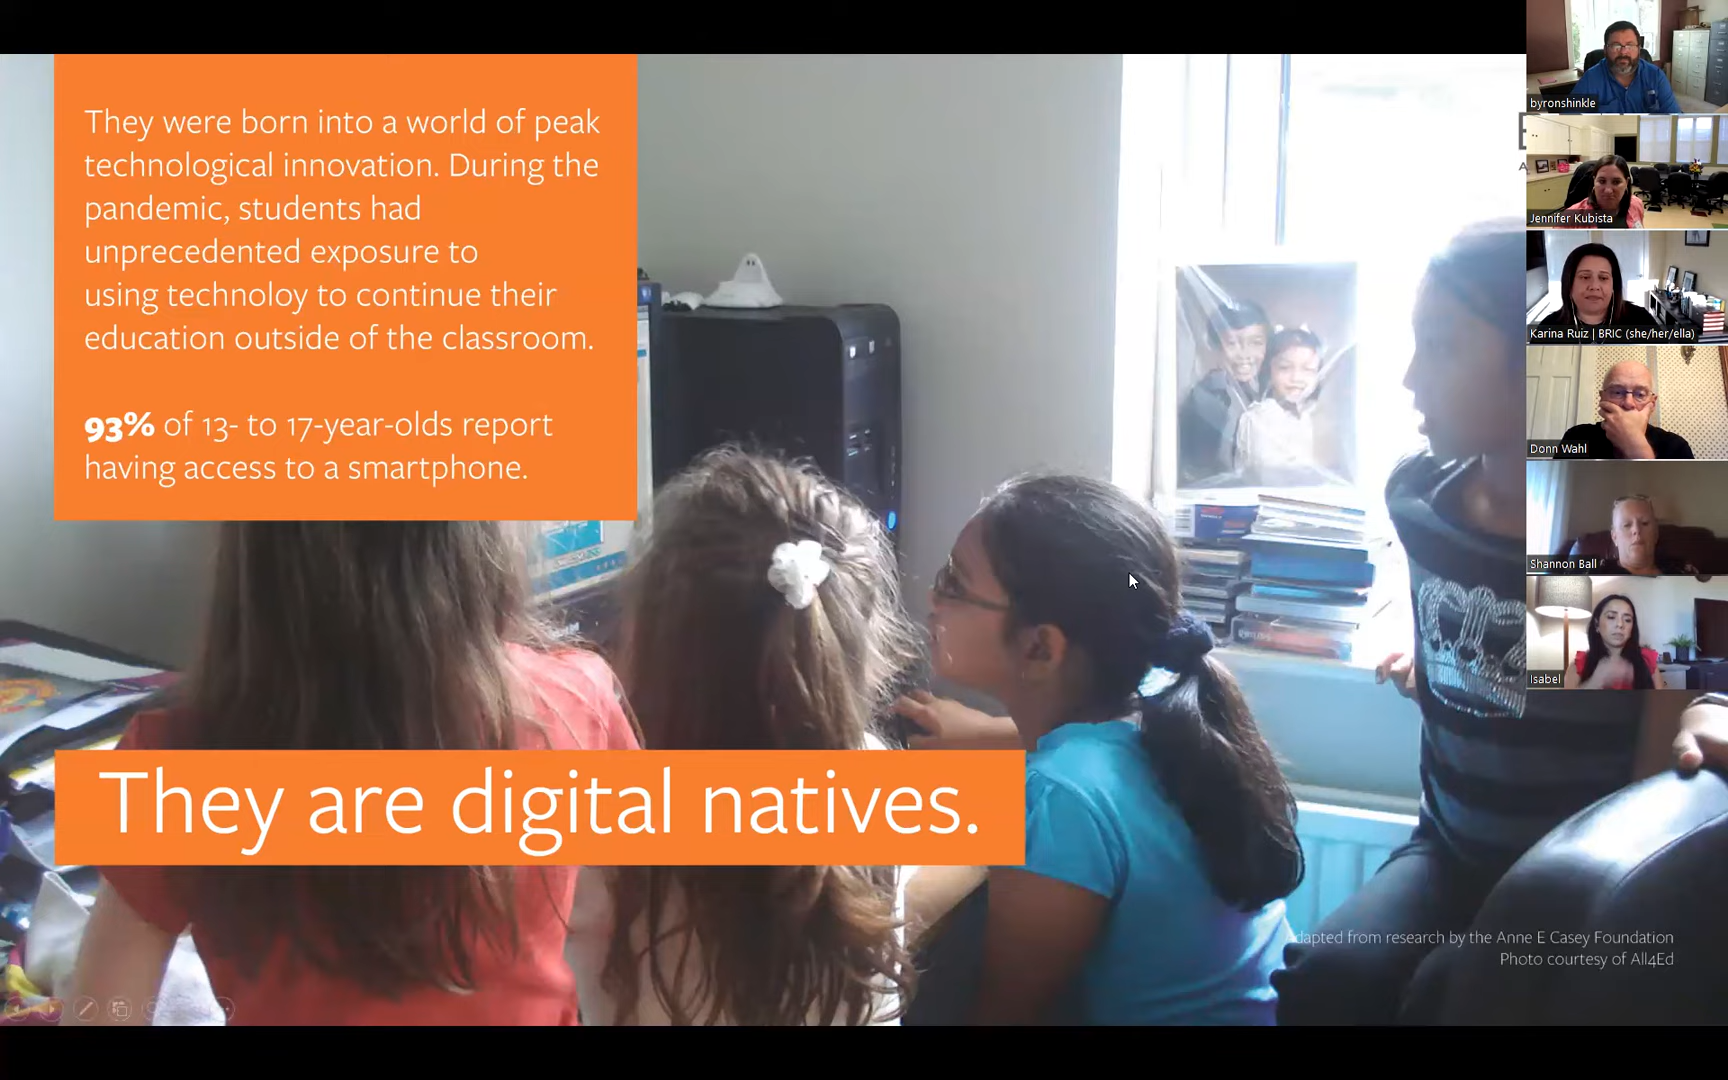 They were born into a world of peak
technological innovation. During the
pandemic, students had
unprecedented exposure to
using technoloy to continue their
education outside of the classroom.
93% of 13- to 17-year-olds report
having access to a smartphone.
They are digital natives.
adapted from research by the Anne E Casey Foundation
Photo courtesy of All4Ed
byronshinkle
Jennifer Kubista
Karina Ruiz | BRIC (she/her/ella)
Donn Wahl
Shannon Ball
Isabel